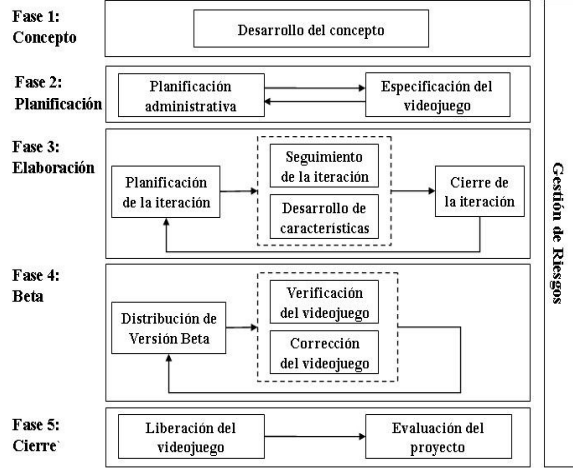 Fase 1:
Concepto
Desarrollo del concepto
Fase 2:
Planificación
Planificación
administrativa
Especificación del
videojuego
Fase 3:
Elaboración
Planificación
de la iteración
Seguimiento
de la iteración
Desarrollo de
características
Cierre de
la iteración
Fase 4:
Beta
Distribución de
Versión Beta
Verificación
del videojuego
Corrección
del videojuego
Fase 5:
Cierre
Liberación del
videojuego
Evaluación del
proyecto
Gestión de Riesgos